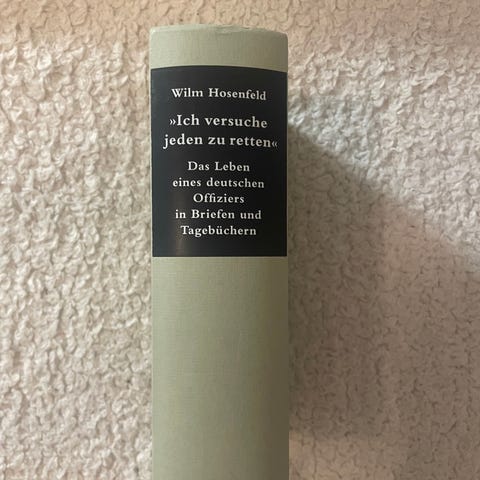 Wilm Hosenfeld
»Ich versuche
jeden zu retten«
Das Leben
eines deutschen
Offiziers
in Briefen und
Tagebüchern